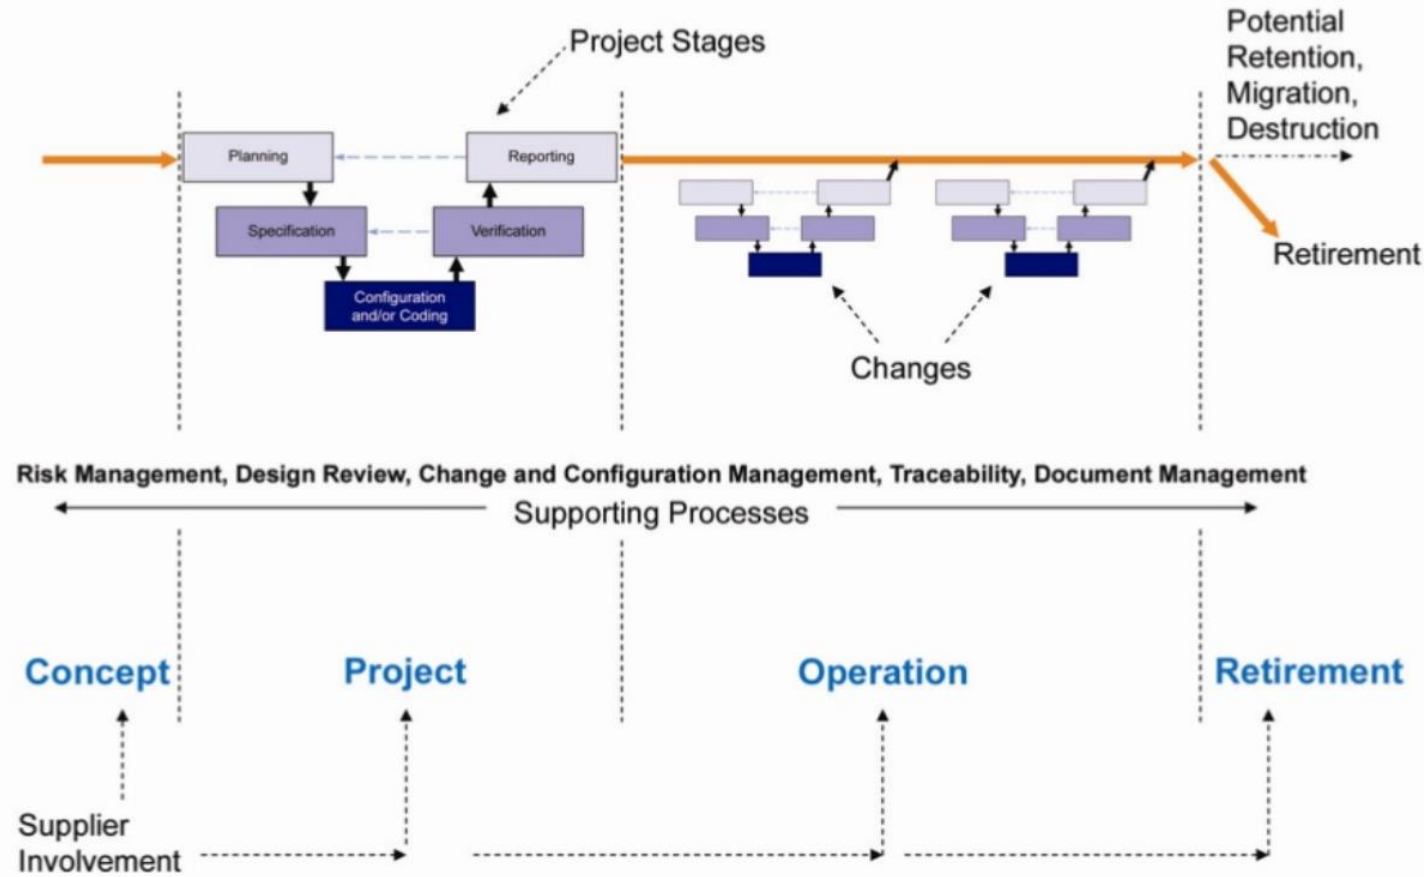 Project Stages
Potential
Retention,
Migration,
Destruction
Planning
Reporting
Specification
Verification
Configuration
and/or Coding
Retirement
Changes
Risk Management, Design Review, Change and Configuration Management, Traceability, Document Management
Supporting Processes
Concept
Project
Operation
Retirement
Supplier
Involvement